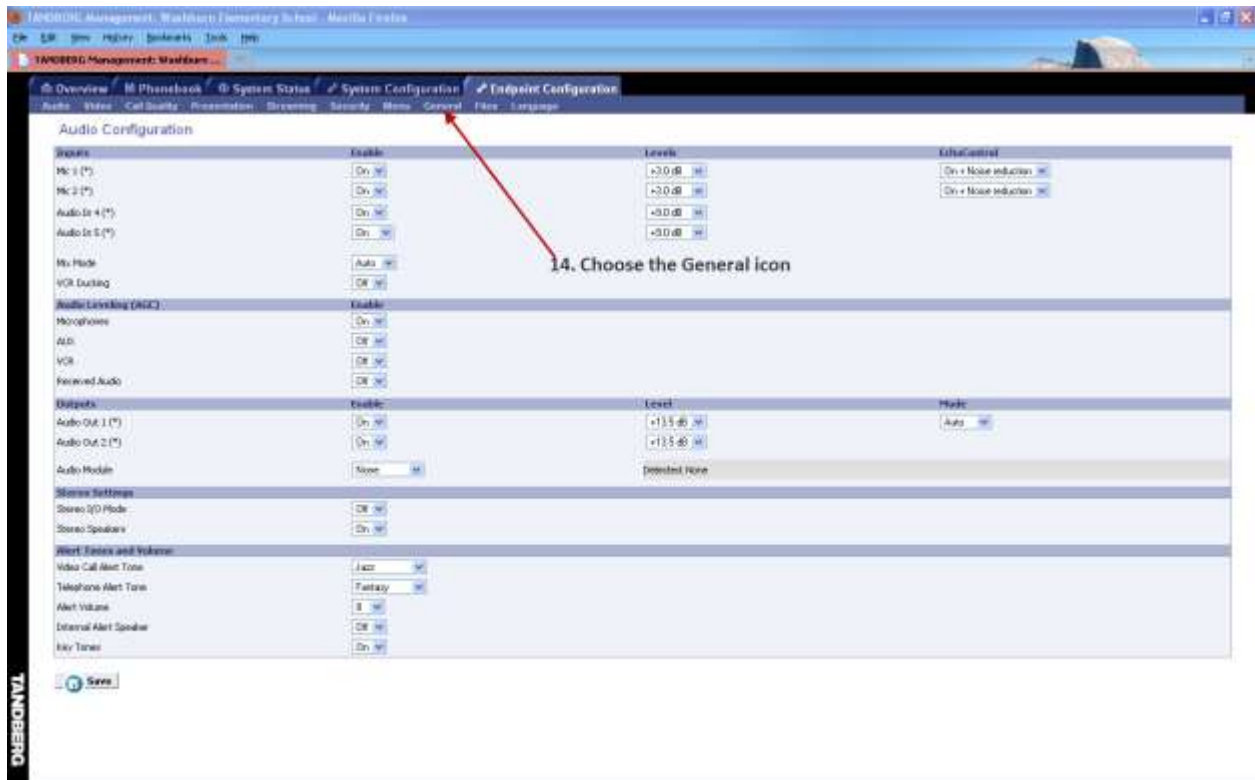 TANDBERG Management: Washburn Elementary School - Mozilla Firefox
File Edit View History Bookmarks Tools Help
TANDBERG Management: Washburn ...
Overview Phonebook System Status System Configuration Endpoint Configuration
Audio Video Call Quality Presentation Streaming Security Menu General Files Language
Audio Configuration
Inputs Enable Levels EchoControl
Mic 1 (*) On +3.0 dB On + Noise reduction
Mic 2 (*) On +3.0 dB On + Noise reduction
Audio In 4 (*) On dB
Audio In 5 (*) On dB
14. Choose the General icon
Mix Mode Auto
VCR Ducking Off
Audio Leveling (AGC) Enable
Microphones On
AUX Off
VCR Off
Received Audio Off
Outputs Enable Level Mode
Audio Out 1 (*) On +13.5 dB Auto
Audio Out 2 (*) On +13.5 dB
Audio Module None Detected: None
Stereo Settings
Stereo I/O Mode Off
Stereo Speakers On
Alert Tones and Volume
Video Call Alert Tone Jazz
Telephone Alert Tone Fantasy
Alert Volume
Internal Alert Speaker Off
Key Tones On
Save
TANDBERG